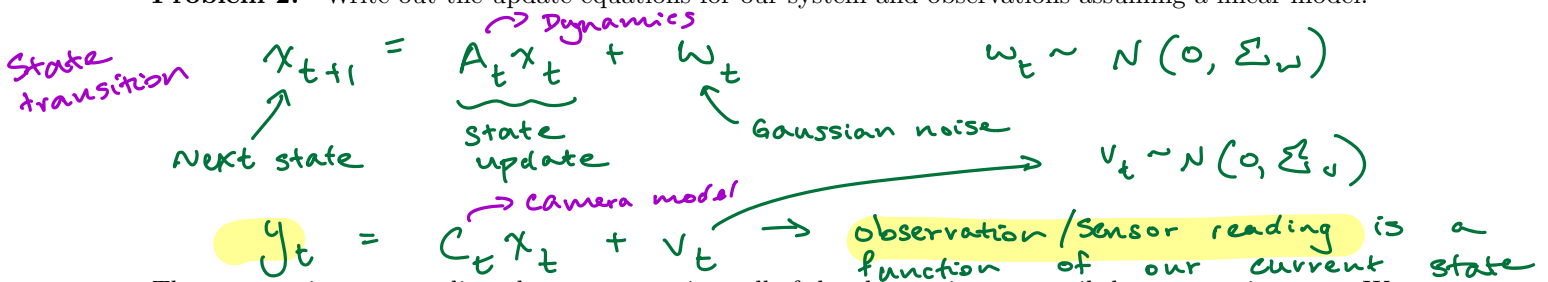 Problem 2. Write out the update equations for our system and observations assuming a linear model.
Dynamics
State transition
x_{t+1} = A_t x_t + w_t    w_t ~ N(0, Σ_w)
Next state
state update
Gaussian noise
v_t ~ N(0, Σ_v)
camera model
y_t = C_t x_t + v_t → observation/sensor reading is a
function of our current state